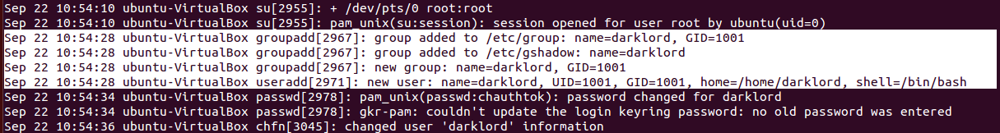 Sep 22 10:54:10 ubuntu-VirtualBox su[2955]: + /dev/pts/0 root:root
Sep 22 10:54:10 ubuntu-VirtualBox su[2955]: pam_unix(su:session): session opened for user root by ubuntu(uid=0)
Sep 22 10:54:28 ubuntu-VirtualBox groupadd[2967]: group added to /etc/group: name=darklord, GID=1001
Sep 22 10:54:28 ubuntu-VirtualBox groupadd[2967]: group added to /etc/gshadow: name=darklord
Sep 22 10:54:28 ubuntu-VirtualBox groupadd[2967]: new group: name=darklord, GID=1001
Sep 22 10:54:28 ubuntu-VirtualBox useradd[2971]: new user: name=darklord, UID=1001, GID=1001, home=/home/darklord, shell=/bin/bash
Sep 22 10:54:34 ubuntu-VirtualBox passwd[2978]: pam_unix(passwd:chauthtok): password changed for darklord
Sep 22 10:54:34 ubuntu-VirtualBox passwd[2978]: gkr-pam: couldn't update the login keyring password: no old password was entered
Sep 22 10:54:36 ubuntu-VirtualBox chfn[3045]: changed user 'darklord' information